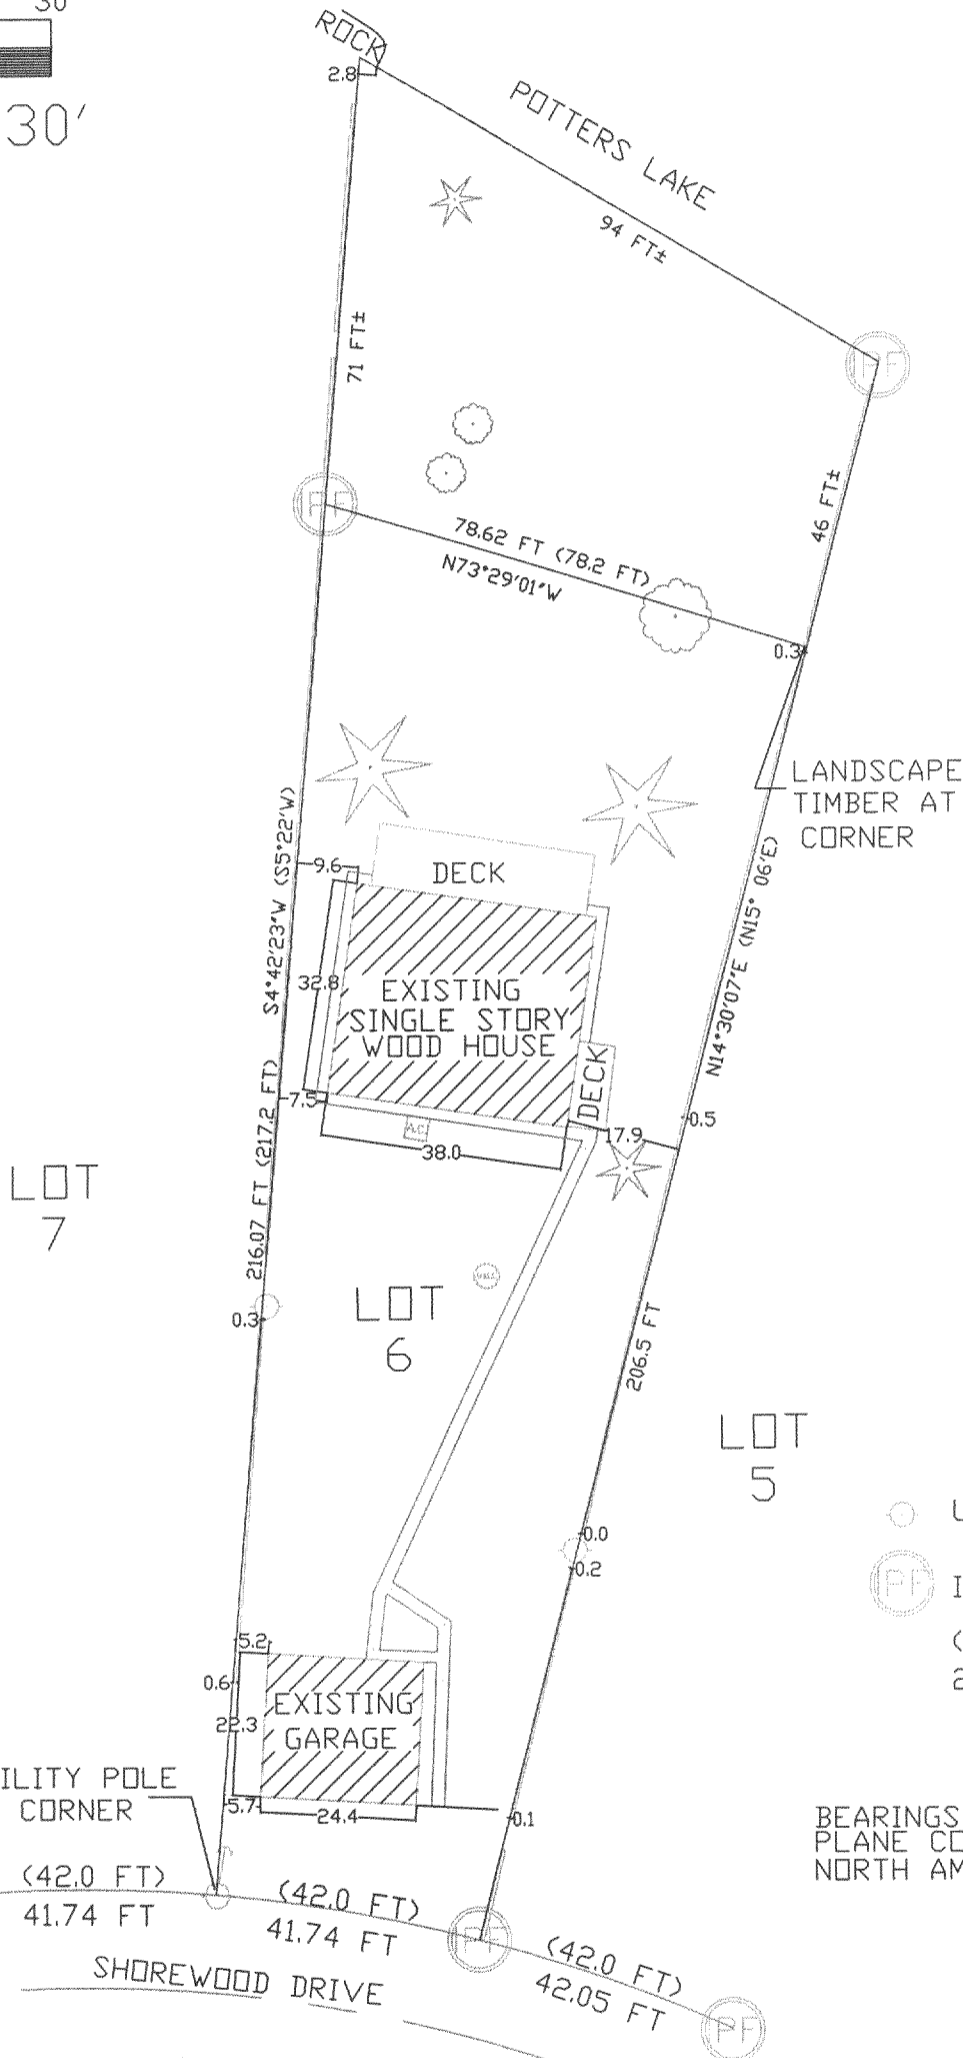 30
30'
ROCK
2.8
POTTERS LAKE
94 FT±
71 FT±
IPF
IPF
46 FT±
78.62 FT (78.2 FT)
N73°29'01"W
0.3
LANDSCAPE
TIMBER AT
CORNER
S4°42'23"W (S5°22'W)
216.07 FT (217.2 FT)
N14°30'07"E (N15° 06'E)
206.5 FT
9.6
DECK
32.8
EXISTING
SINGLE STORY
WOOD HOUSE
DECK
7.5
A.C
38.0
17.9
0.5
LOT
7
0.3
LOT
6
LOT
5
0.0
0.2
IPF
5.2
0.6
22.3
EXISTING
GARAGE
5.7
24.4
0.1
ILITY POLE
CORNER
BEARINGS
PLANE CO
NORTH AM
(42.0 FT)
41.74 FT
(42.0 FT)
41.74 FT
IPF
(42.0 FT)
42.05 FT
IPF
SHOREWOOD DRIVE